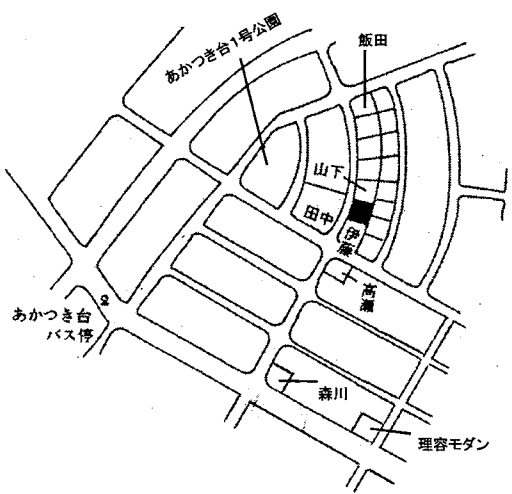 あかつき台1号公園
飯田
山下
田中
伊藤
高瀬
あかつき台
バス停
森川
理容モダン